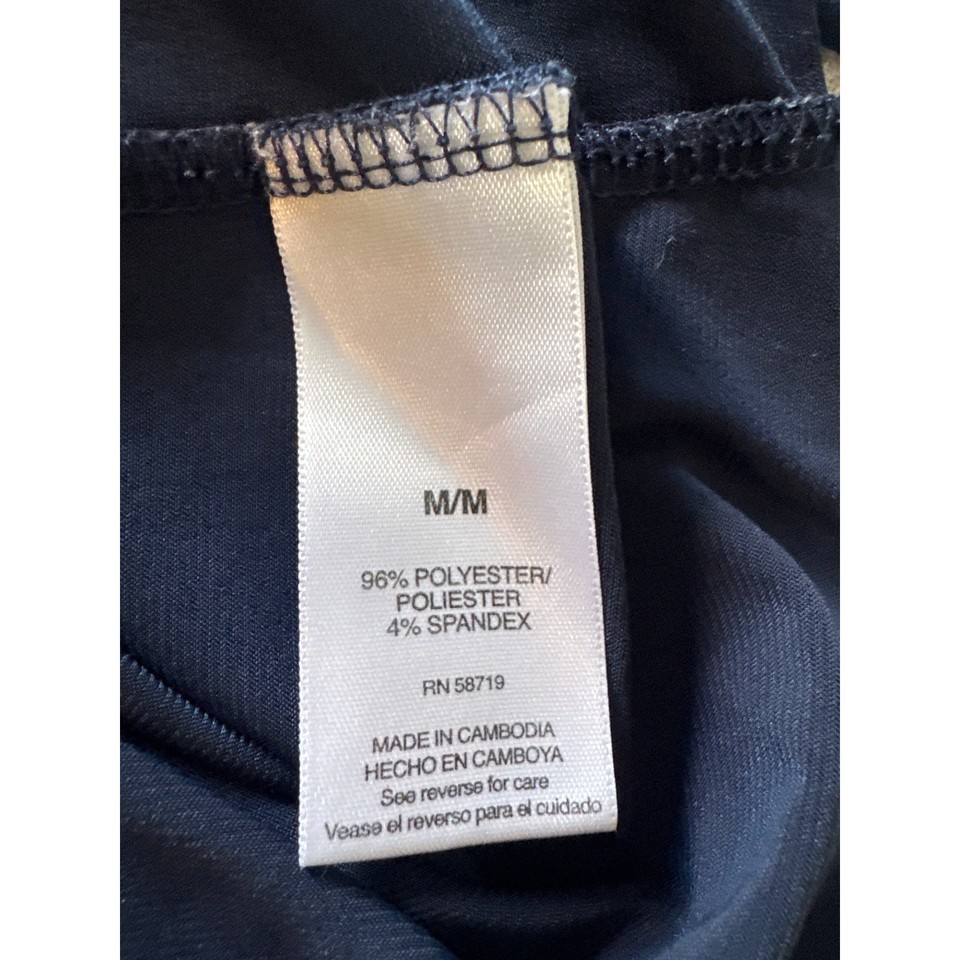 M/M
96% POLYESTER/
POLIESTER
4% SPANDEX
RN 58719
MADE IN CAMBODIA
HECHO EN CAMBOYA
See reverse for care
Vease el reverso para el cuidado